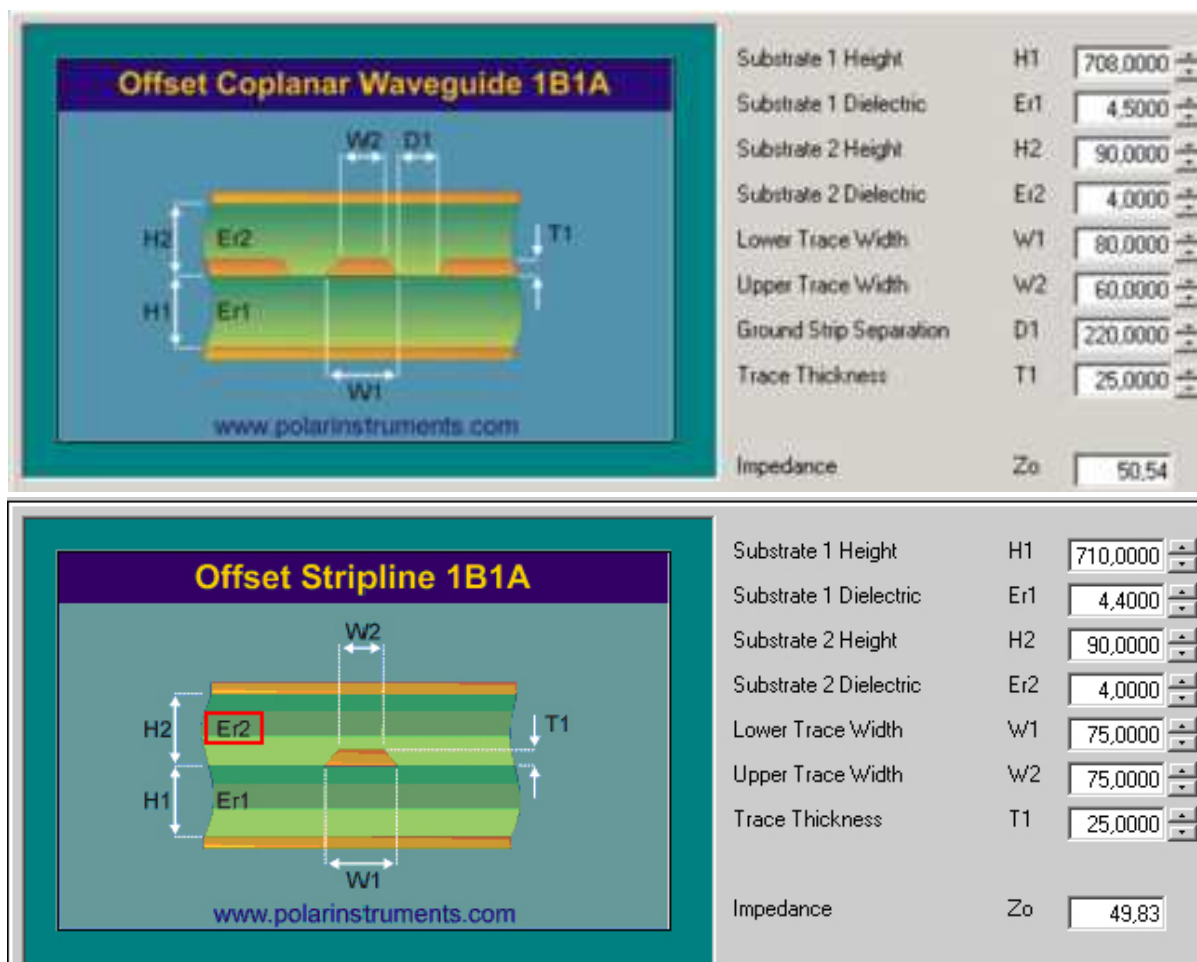 Offset Coplanar Waveguide 1B1A
W2 D1
H2 Er2 T1
H1 Er1
W1
www.polarinstruments.com
Substrate 1 Height H1 708,0000
Substrate 1 Dielectric Er1 4,5000
Substrate 2 Height H2 90,0000
Substrate 2 Dielectric Er2 4,0000
Lower Trace Width W1 80,0000
Upper Trace Width W2 60,0000
Ground Strip Separation D1 220,0000
Trace Thickness T1 25,0000
Impedance Zo 50,54
Offset Stripline 1B1A
W2
H2 Er2 T1
H1 Er1
W1
www.polarinstruments.com
Substrate 1 Height H1 710,0000
Substrate 1 Dielectric Er1 4,4000
Substrate 2 Height H2 90,0000
Substrate 2 Dielectric Er2 4,0000
Lower Trace Width W1 75,0000
Upper Trace Width W2 75,0000
Trace Thickness T1 25,0000
Impedance Zo 49,83